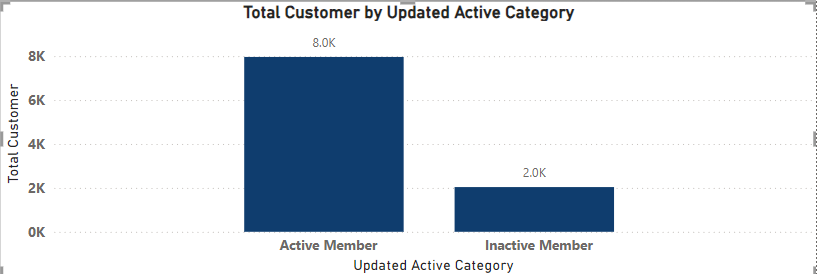 Total Customer by Updated Active Category
8.0K
8K
6K
4K
2.0K
2K
0K
Total Customer
Active Member
Inactive Member
Updated Active Category